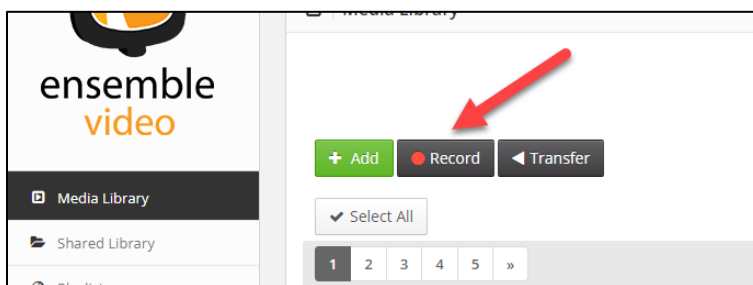 Media Library
ensemble
video
+ Add
Record
Transfer
Media Library
Select All
Shared Library
1 2 3 4 5 »